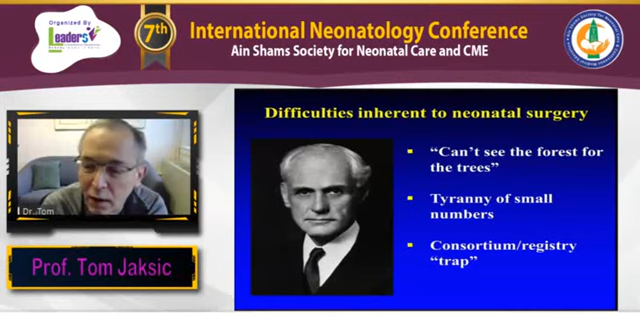 Organized By
Leaders
7th
International Neonatology Conference
Ain Shams Society for Neonatal Care and CME
Difficulties inherent to neonatal surgery
"Can't see the forest for
the trees"
Tyranny of small
numbers
Consortium/registry
"trap"
Dr..Tom
Prof. Tom Jaksic